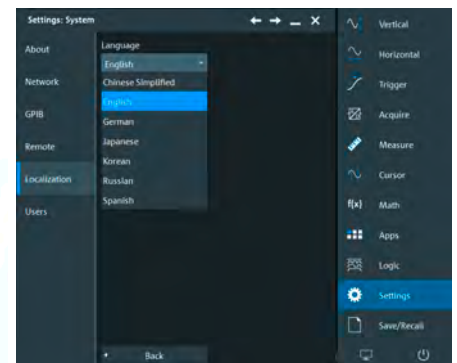 Settings: System
About
Network
GPIB
Remote
Localization
Users
Language
English
Chinese Simplified
English
German
Japanese
Korean
Russian
Spanish
Back
Vertical
Horizontal
Trigger
Acquire
Measure
Cursor
f(x) Math
Apps
Logic
Settings
Save/Recall